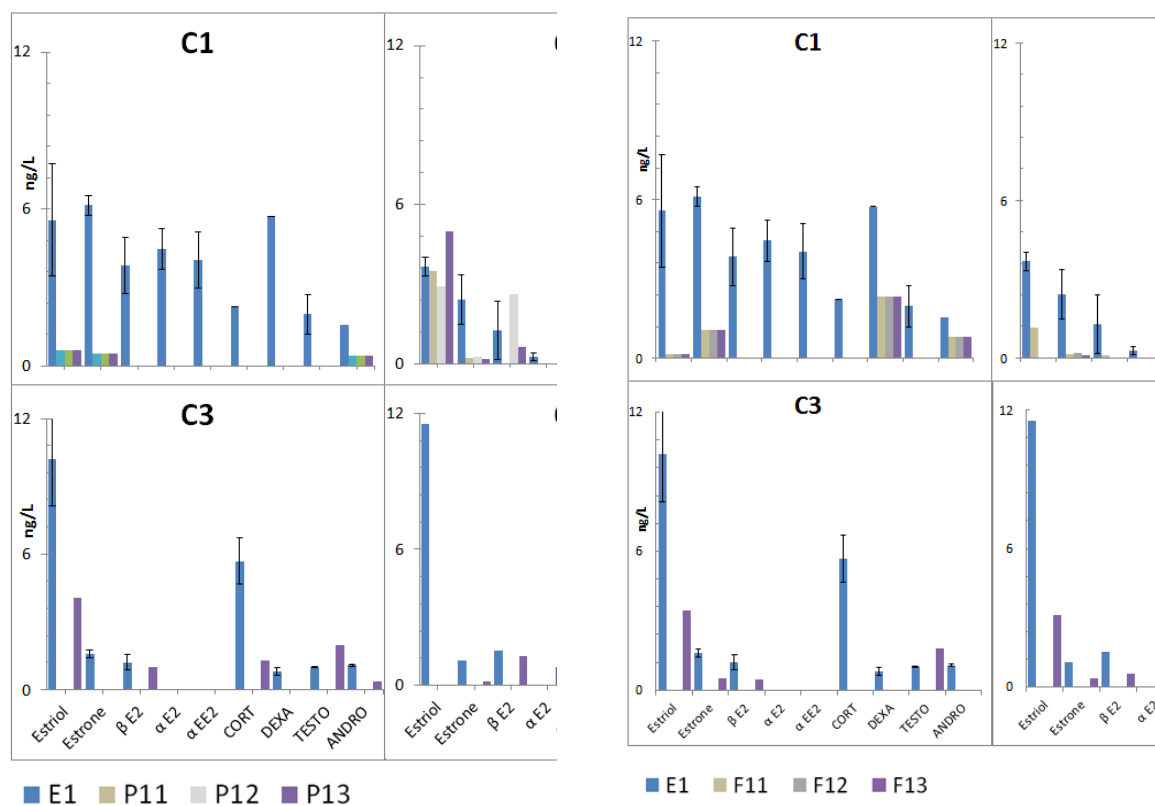 C1
12
6
0
ng/L
12
6
0
C3
12
6
0
ng/L
Estriol
Estrone
β E2
α E2
α EE2
CORT
DEXA
TESTO
ANDRO
12
6
0
Estriol
Estrone
β E2
α E2
E1 P11 P12 P13
C1
12
6
0
ng/L
12
6
0
C3
12
6
0
ng/L
Estriol
Estrone
β E2
α E2
α EE2
CORT
DEXA
TESTO
ANDRO
12
6
0
Estriol
Estrone
β E2
α E2
E1 F11 F12 F13